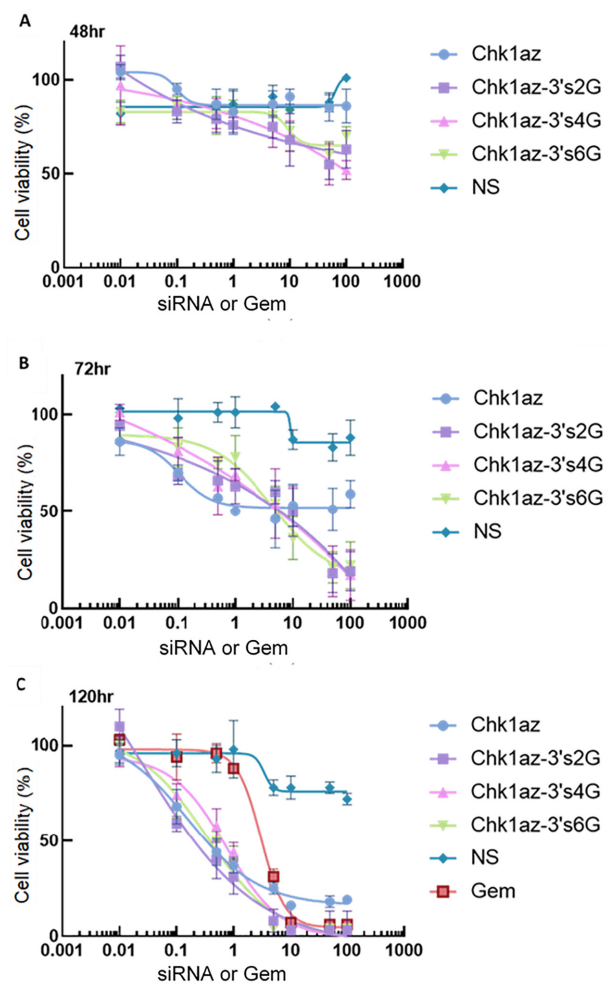 A
48hr
Cell viability (%)
100
50
0
0.001 0.01 0.1 1 10 100 1000
siRNA or Gem
Chk1az
Chk1az-3's2G
Chk1az-3's4G
Chk1az-3's6G
NS
B
72hr
Cell viability (%)
100
50
0
0.001 0.01 0.1 1 10 100 1000
siRNA or Gem
Chk1az
Chk1az-3's2G
Chk1az-3's4G
Chk1az-3's6G
NS
C
120hr
Cell viability (%)
100
50
0
0.001 0.01 0.1 1 10 100 1000
siRNA or Gem
Chk1az
Chk1az-3's2G
Chk1az-3's4G
Chk1az-3's6G
NS
Gem